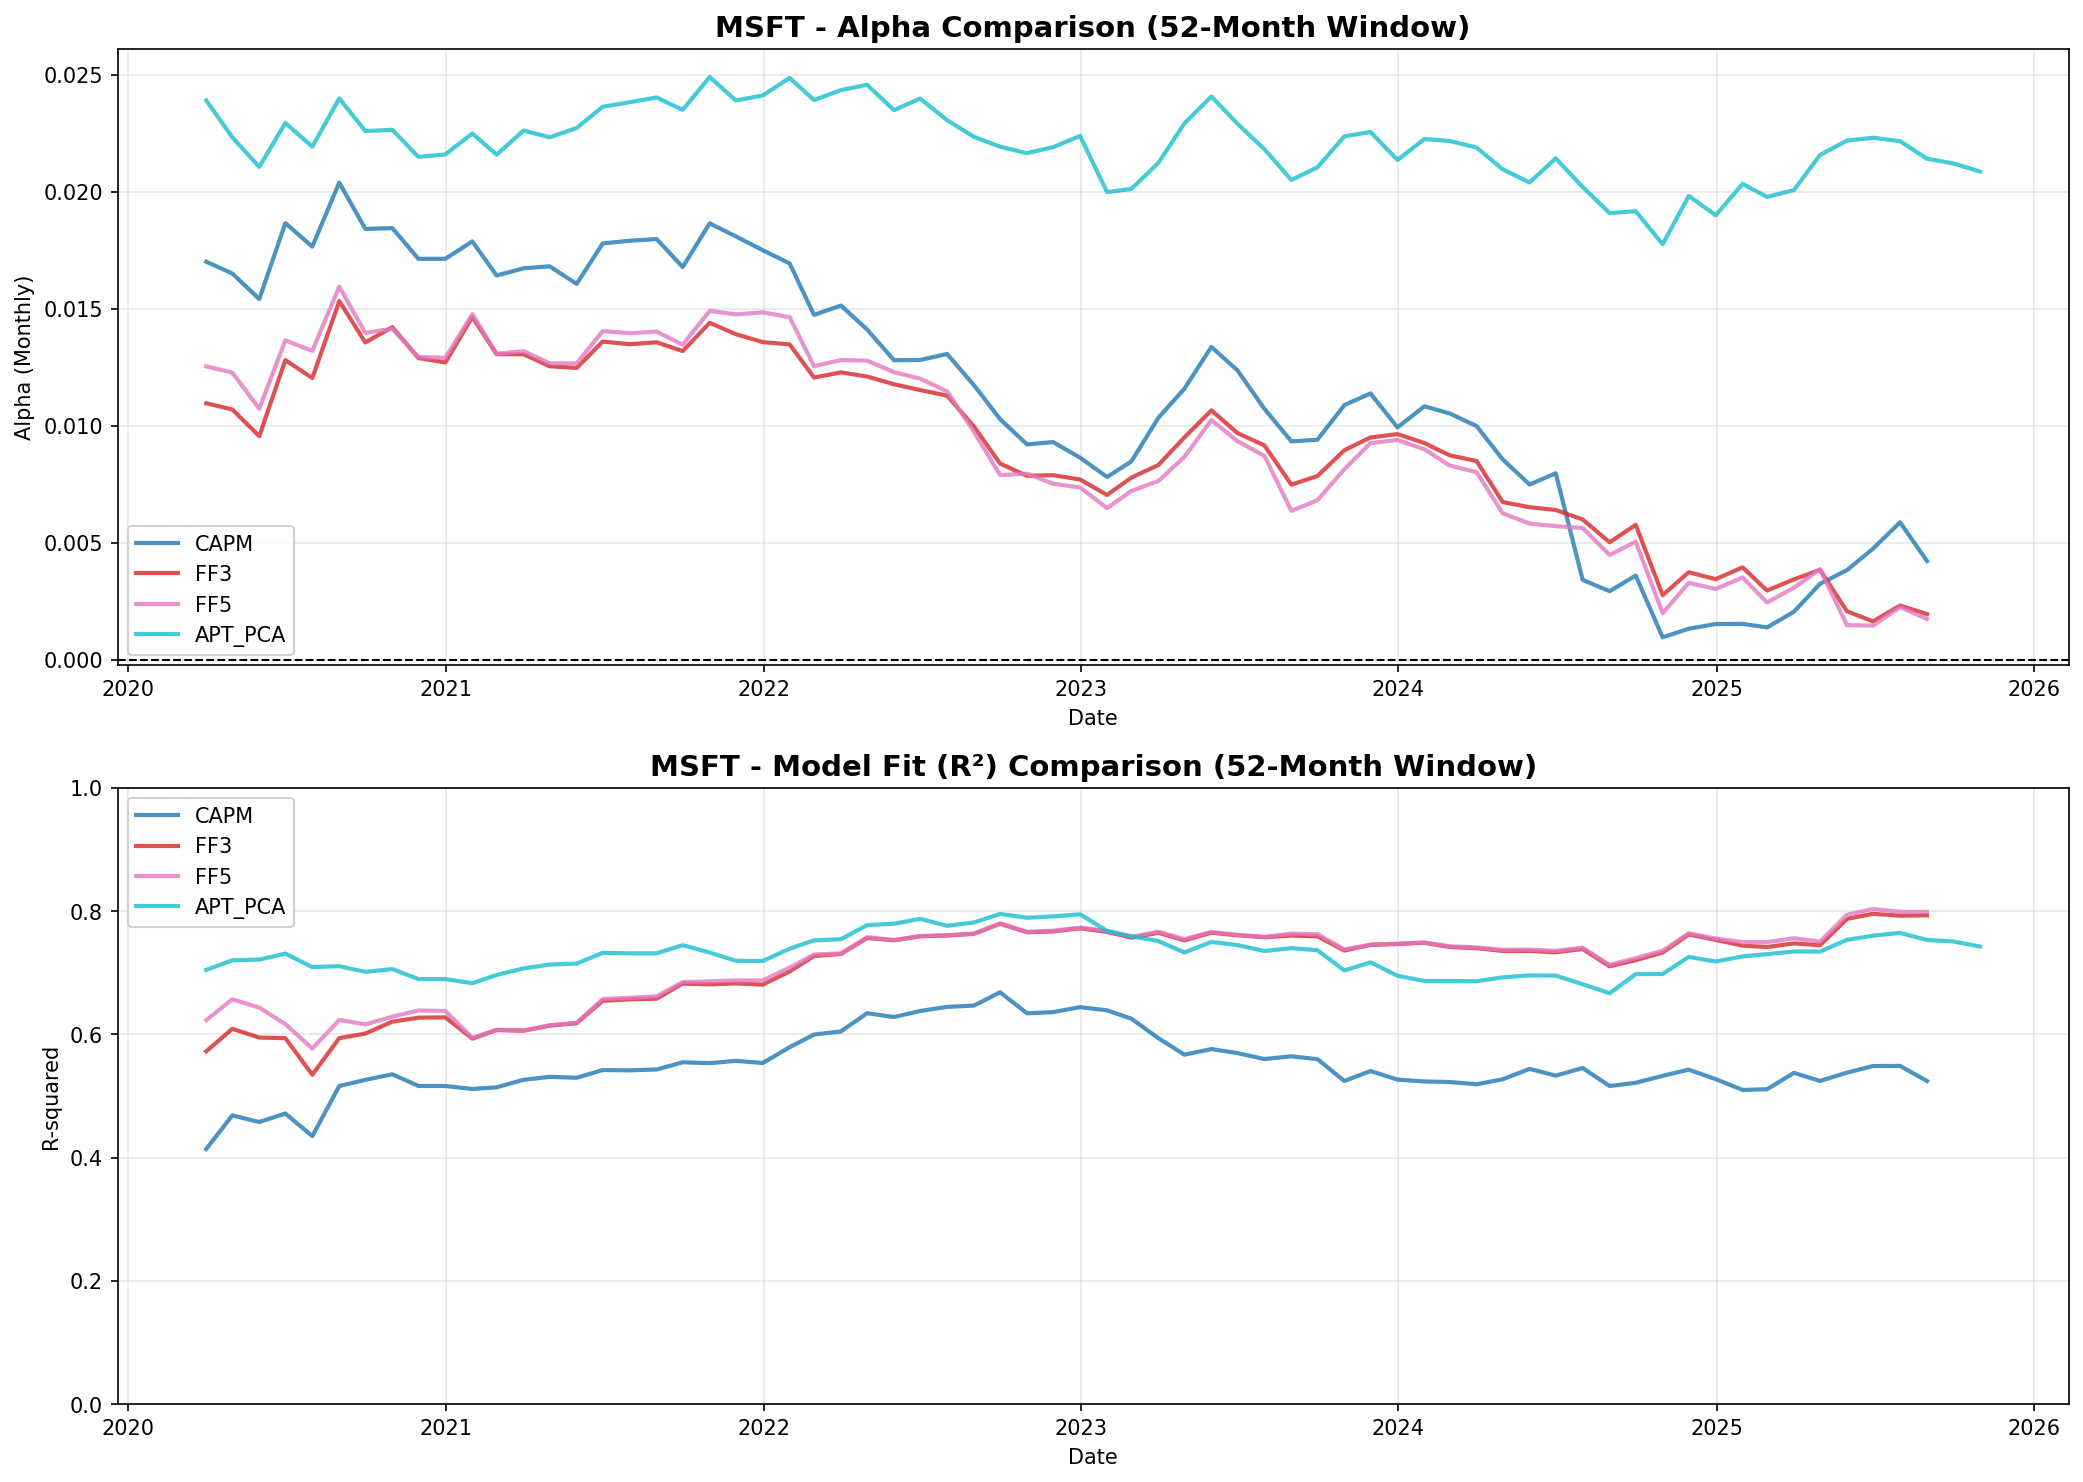 MSFT - Alpha Comparison (52-Month Window)
Alpha (Monthly)
0.025
0.020
0.015
0.010
0.005
0.000
CAPM
FF3
FF5
APT_PCA
2020 2021 2022 2023 2024 2025 2026
Date
MSFT - Model Fit (R²) Comparison (52-Month Window)
R-squared
1.0
0.8
0.6
0.4
0.2
0.0
CAPM
FF3
FF5
APT_PCA
2020 2021 2022 2023 2024 2025 2026
Date